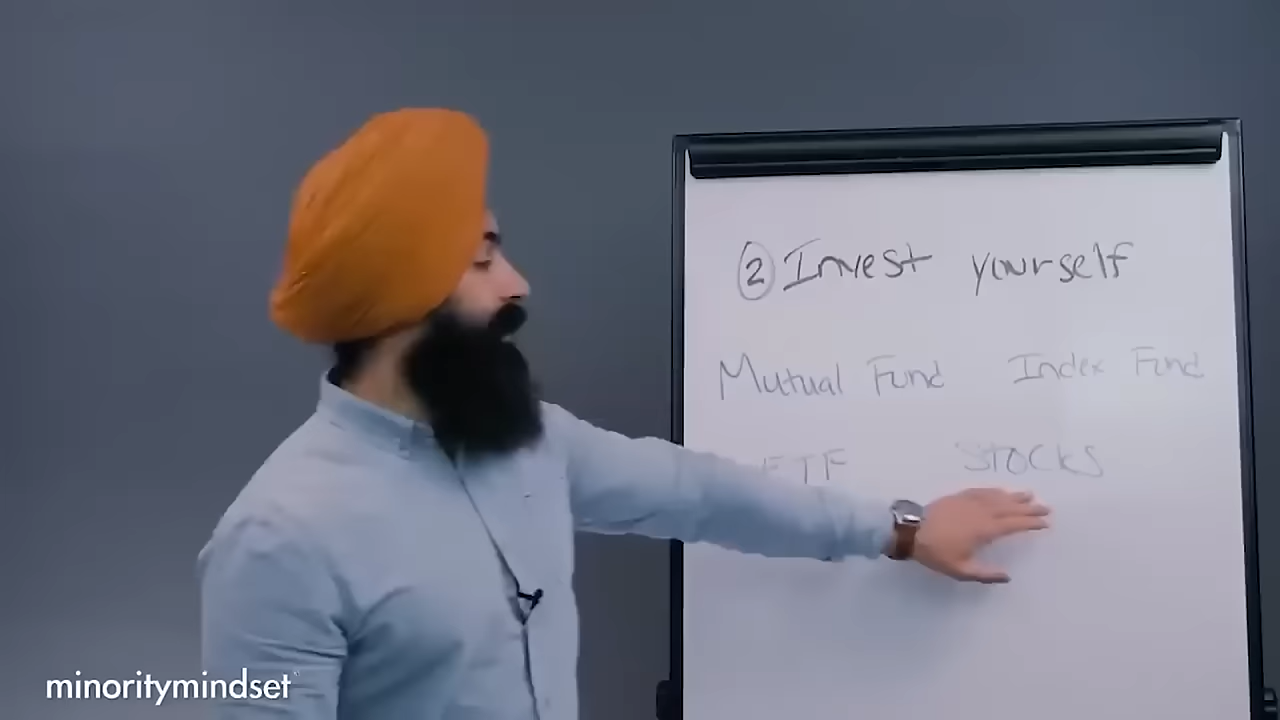 ② Invest yourself
Mutual Fund Index Fund
ETF Stocks
minoritymindset